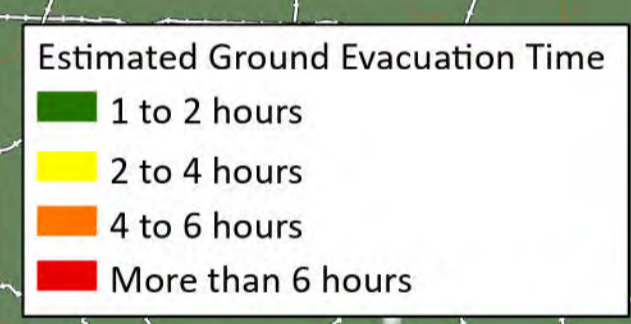 Estimated Ground Evacuation Time
1 to 2 hours
2 to 4 hours
4 to 6 hours
More than 6 hours